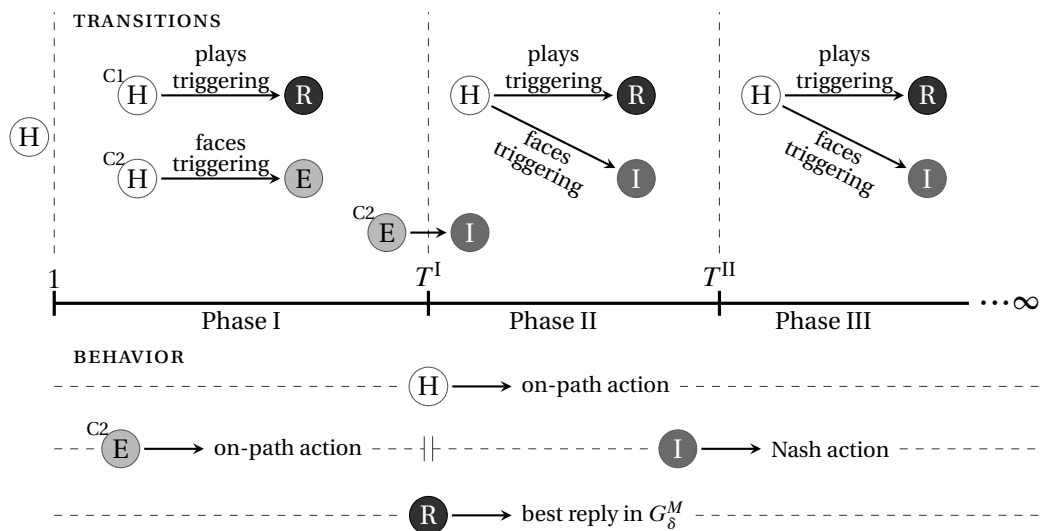 TRANSITIONS
plays triggering
C1 H R
H
faces triggering
C2 H E
C2 E I
plays triggering
H R
faces triggering
I
plays triggering
H R
faces triggering
I
1 T^I T^II
Phase I Phase II Phase III ··· ∞
BEHAVIOR
H on-path action
C2 E on-path action I Nash action
R best reply in G_δ^M